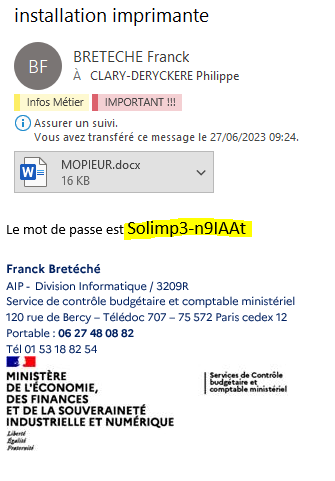 installation imprimante
BF
BRETECHE Franck
À CLARY-DERYCKERE Philippe
Infos Métier
IMPORTANT !!!
Assurer un suivi.
Vous avez transféré ce message le 27/06/2023 09:24.
MOPIEUR.docx
16 KB
Le mot de passe est Solimp3-n9IAAt
Franck Bretéché
AIP - Division Informatique / 3209R
Service de contrôle budgétaire et comptable ministériel
120 rue de Bercy – Télédoc 707 – 75 572 Paris cedex 12
Portable : 06 27 48 08 82
Tél 01 53 18 82 54
MINISTÈRE
DE L'ÉCONOMIE,
DES FINANCES
ET DE LA SOUVERAINETÉ
INDUSTRIELLE ET NUMÉRIQUE
Liberté
Égalité
Fraternité
Services de Contrôle
budgétaire et
comptable ministériel